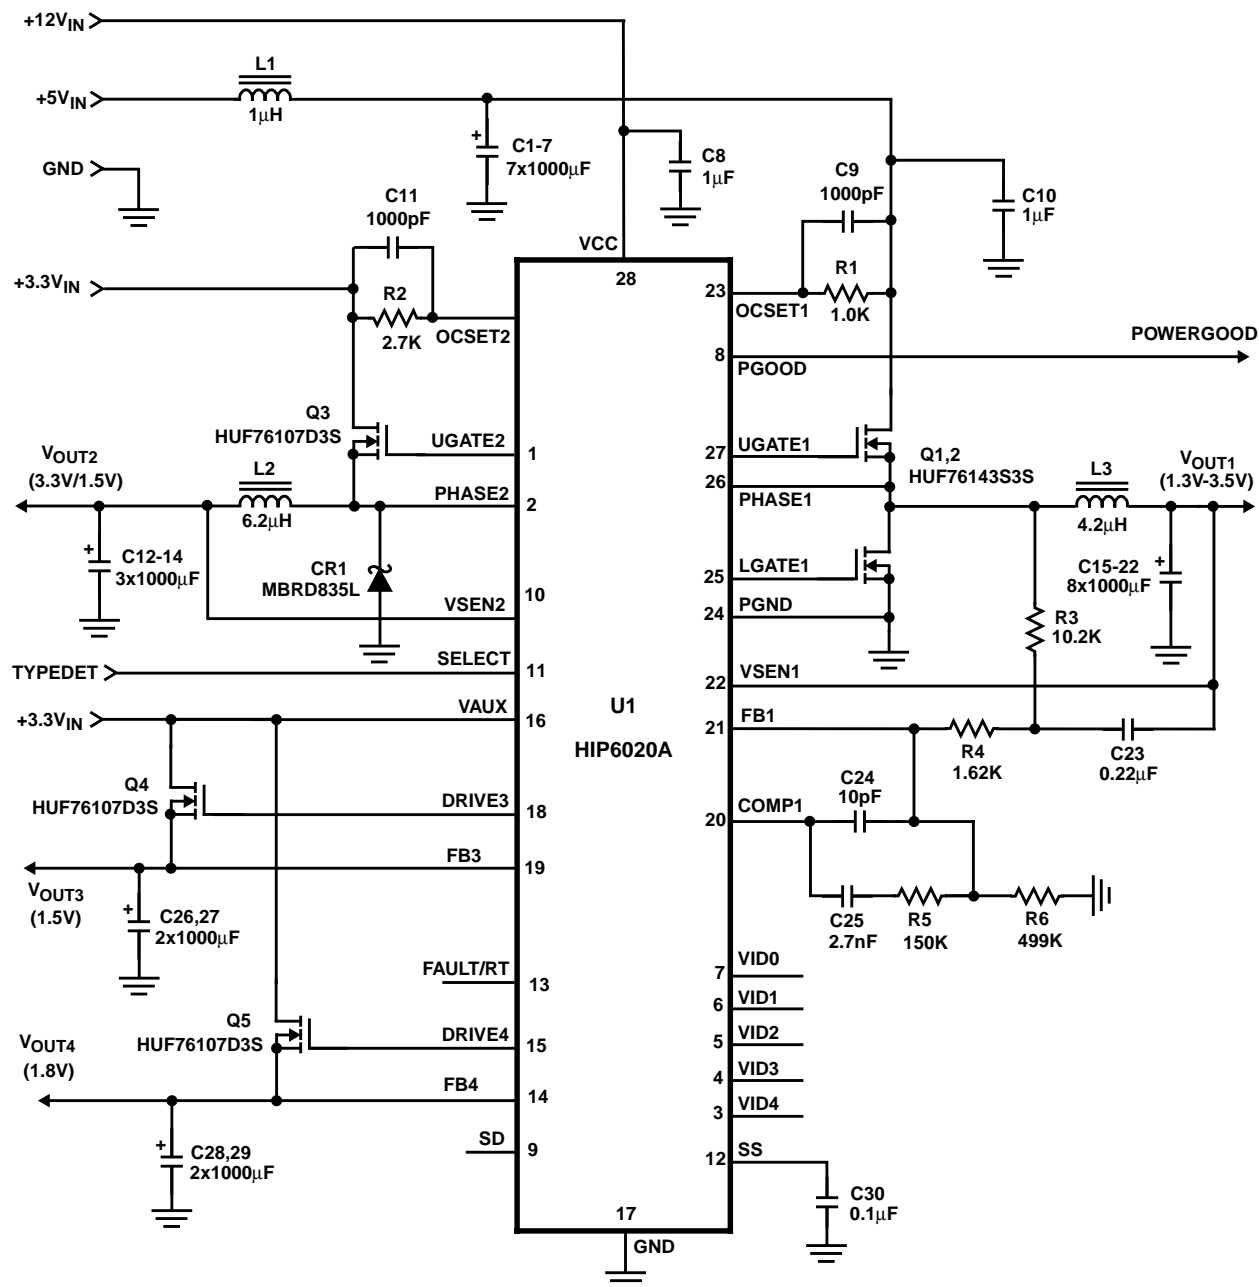 +12VIN
L1
+5VIN
1μH
GND
+
C1-7
7x1000μF
C8
1μF
C9
1000pF
C10
1μF
C11
1000pF
VCC
28
+3.3VIN
R2
2.7K
OCSET2
23
OCSET1
R1
1.0K
8
PGOOD
POWERGOOD
Q3
HUF76107D3S
UGATE2
1
27
UGATE1
Q1,2
HUF76143S3S
VOUT2
(3.3V/1.5V)
L2
6.2μH
PHASE2
2
26
PHASE1
L3
4.2μH
VOUT1
(1.3V-3.5V)
+
C12-14
3x1000μF
CR1
MBRD835L
VSEN2
10
25
LGATE1
24
PGND
C15-22
8x1000μF
+
R3
10.2K
TYPEDET
SELECT
11
22
VSEN1
+3.3VIN
VAUX
16
U1
HIP6020A
21
FB1
R4
1.62K
C23
0.22μF
Q4
HUF76107D3S
DRIVE3
18
20
COMP1
C24
10pF
VOUT3
(1.5V)
FB3
19
+
C26,27
2x1000μF
C25
2.7nF
R5
150K
R6
499K
FAULT/RT
13
7
VID0
6
VID1
5
VID2
4
VID3
3
VID4
Q5
HUF76107D3S
DRIVE4
15
VOUT4
(1.8V)
FB4
14
+
C28,29
2x1000μF
SD
9
12
SS
C30
0.1μF
17
GND